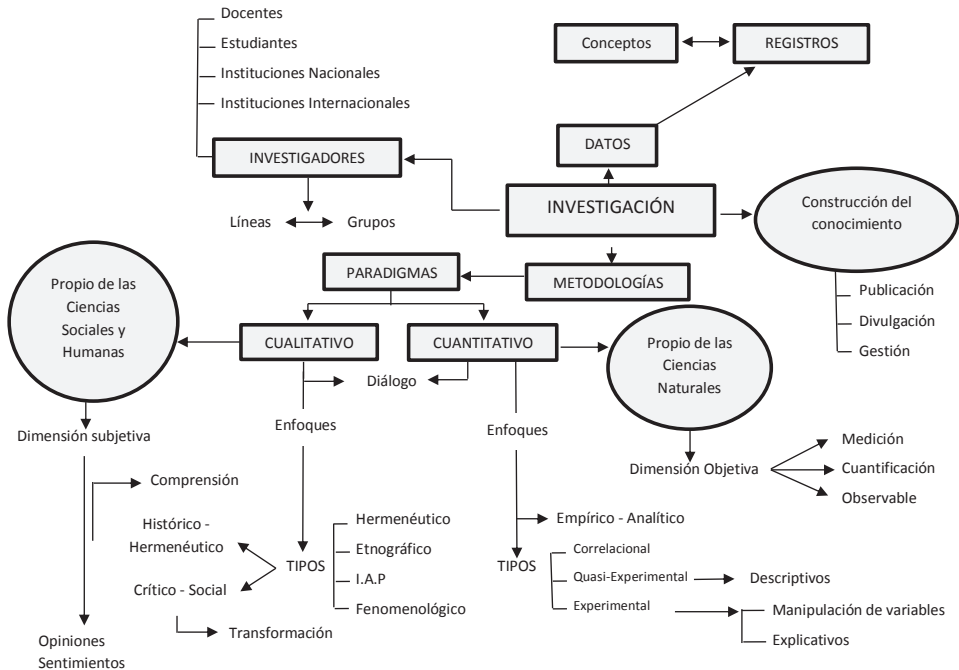 Docentes
Estudiantes
Instituciones Nacionales
Instituciones Internacionales
INVESTIGADORES
Líneas
Grupos
Conceptos
REGISTROS
DATOS
INVESTIGACIÓN
Construcción del
conocimiento
Publicación
Divulgación
Gestión
METODOLOGÍAS
PARADIGMAS
CUALITATIVO
CUANTITATIVO
Diálogo
Propio de las
Ciencias
Sociales y
Humanas
Dimensión subjetiva
Comprensión
Opiniones
Sentimientos
Enfoques
Histórico -
Hermenéutico
Crítico - Social
Transformación
TIPOS
Hermenéutico
Etnográfico
I.A.P
Fenomenológico
Enfoques
Empírico - Analítico
TIPOS
Correlacional
Quasi-Experimental
Descriptivos
Experimental
Manipulación de variables
Explicativos
Propio de las
Ciencias
Naturales
Dimensión Objetiva
Medición
Cuantificación
Observable